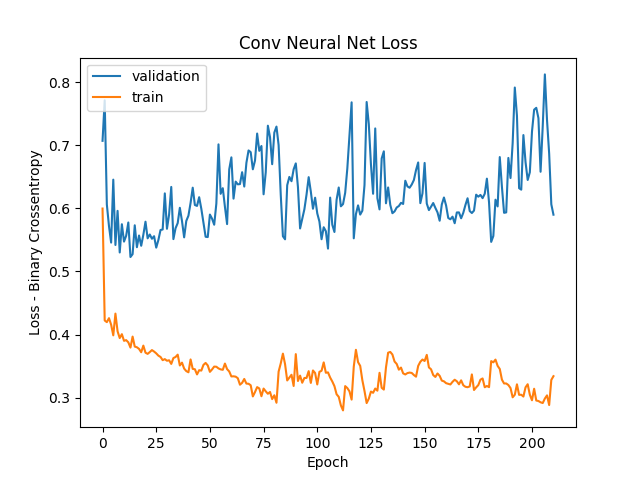 Conv Neural Net Loss
validation
train
Loss - Binary Crossentropy
0.8
0.7
0.6
0.5
0.4
0.3
0 25 50 75 100 125 150 175 200
Epoch